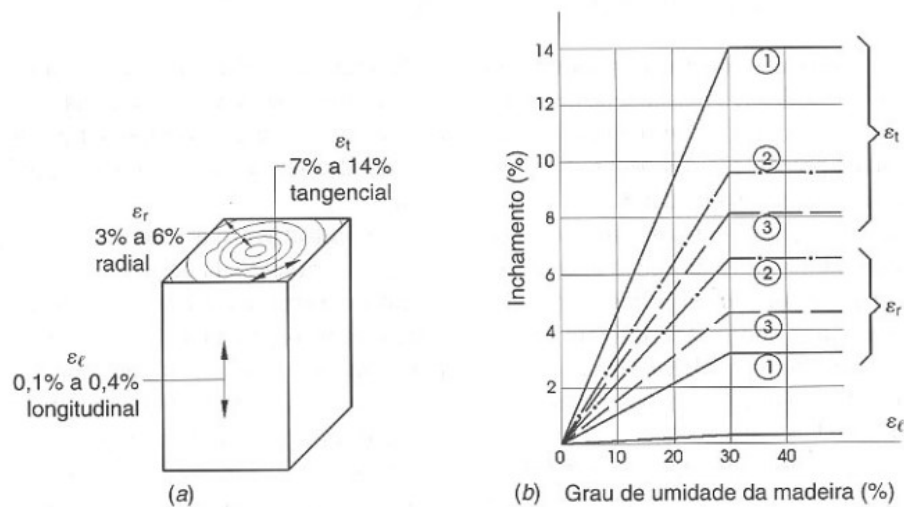 εt
7% a 14%
tangencial
εr
3% a 6%
radial
εℓ
0,1% a 0,4%
longitudinal
(a)
Inchamento (%)
14
12
10
8
6
4
2
0
10
20
30
40
1
2
3
2
3
1
εt
εr
εℓ
(b) Grau de umidade da madeira (%)